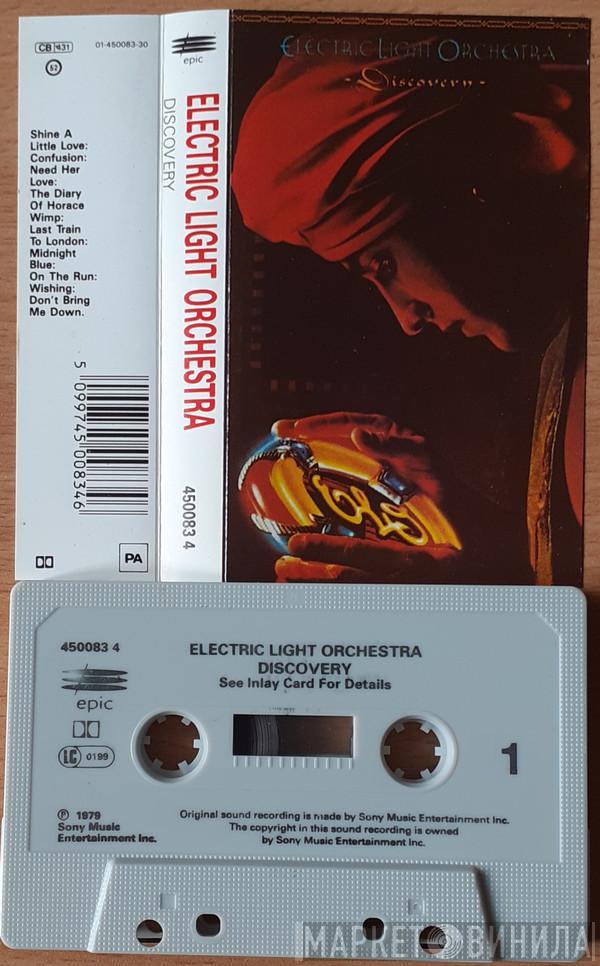 CB 431
01-450083-30
52
Shine A
Little Love:
Confusion:
Need Her
Love:
The Diary
Of Horace
Wimp:
Last Train
To London:
Midnight
Blue:
On The Run:
Wishing:
Don't Bring
Me Down.
5 099745 008346
PA
epic
ELECTRIC LIGHT ORCHESTRA
DISCOVERY
450083 4
ELECTRIC LIGHT ORCHESTRA
- Discovery -
450083 4
epic
LC 0199
ELECTRIC LIGHT ORCHESTRA
DISCOVERY
See Inlay Card For Details
1
℗ 1979
Sony Music
Entertainment Inc.
Original sound recording is made by Sony Music Entertainment Inc.
The copyright in this sound recording is owned
by Sony Music Entertainment Inc.
МАРКЕТ ВИНИЛА